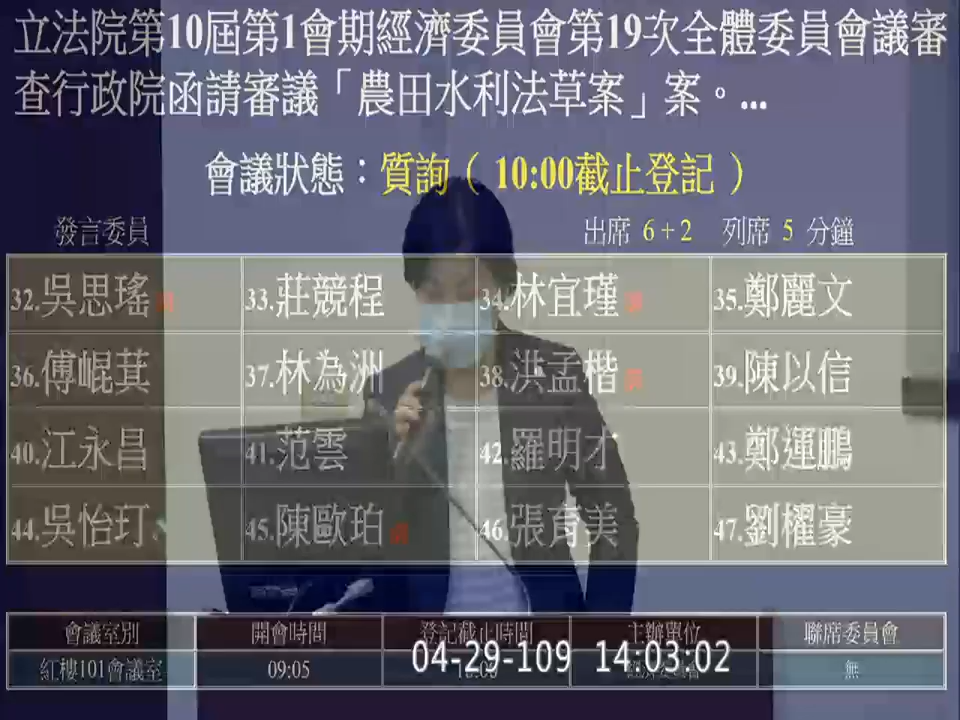 立法院第10屆第1會期經濟委員會第19次全體委員會議審
查行政院函請審議「農田水利法草案」案。...
會議狀態：質詢（ 10:00截止登記 ）
發言委員 出席 6+2 列席 5 分鐘
32.吳思瑤 33.莊競程 34.林宜瑾 35.鄭麗文
36.傅崐萁 37.林為洲 38.洪孟楷 39.陳以信
40.江永昌 41.范雲 42.羅明才 43.鄭運鵬
44.吳怡玎 45.陳歐珀 46.張育美 47.劉櫂豪
會議室別 開會時間 登記截止時間 主辦單位 聯席委員會
紅樓101會議室 09:05 無
04-29-109 14:03:02